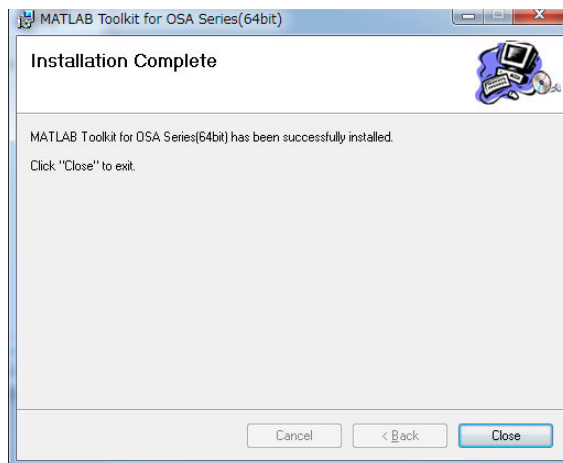 MATLAB Toolkit for OSA Series(64bit)
Installation Complete
MATLAB Toolkit for OSA Series(64bit) has been successfully installed.
Click "Close" to exit.
Cancel
< Back
Close